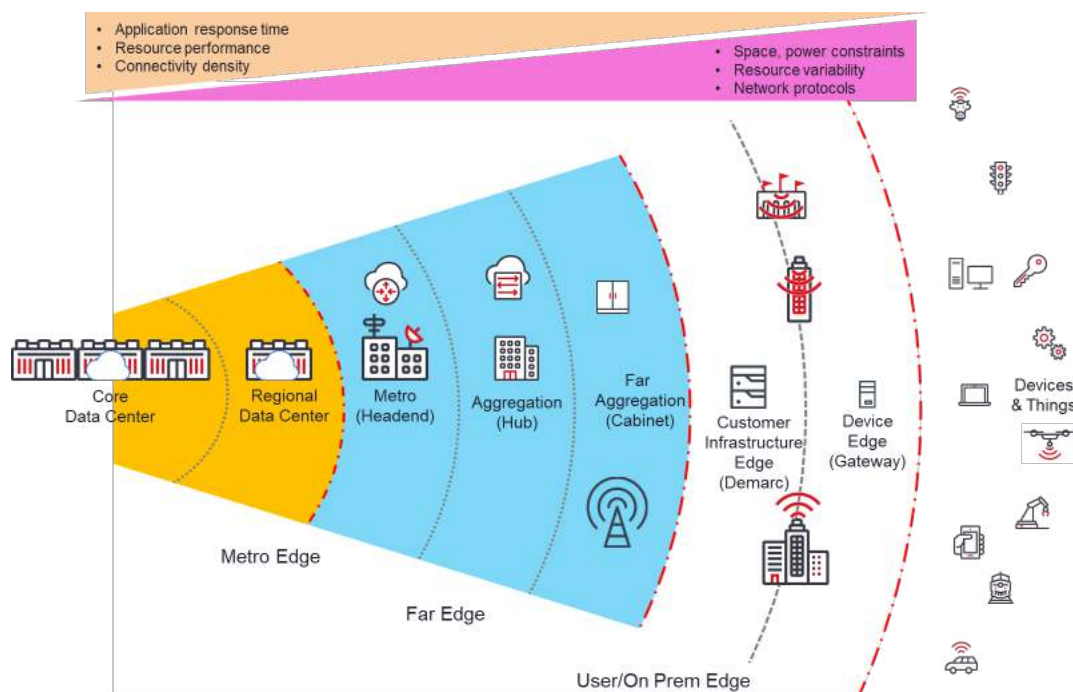 • Application response time
• Resource performance
• Connectivity density
• Space, power constraints
• Resource variability
• Network protocols
Core
Data Center
Regional
Data Center
Metro
(Headend)
Aggregation
(Hub)
Far
Aggregation
(Cabinet)
Customer
Infrastructure
Edge
(Demarc)
Device
Edge
(Gateway)
Devices
& Things
Metro Edge
Far Edge
User/On Prem Edge